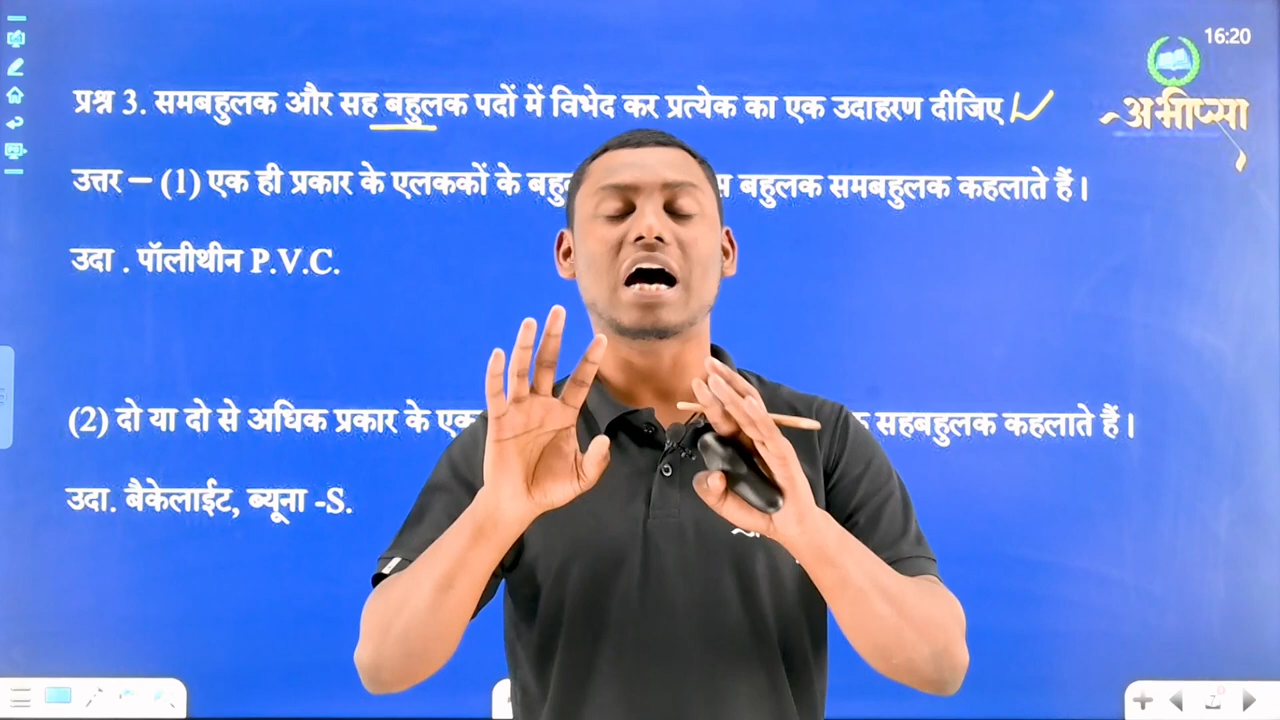 16:20
अभीप्सा
प्रश्न 3. समबहुलक और सह बहुलक पदों में विभेद कर प्रत्येक का एक उदाहरण दीजिए
उत्तर – (1) एक ही प्रकार के एलककों के बहु बहुलक समबहुलक कहलाते हैं।
उदा . पॉलीथीन P.V.C.
(2) दो या दो से अधिक प्रकार के एक सहबहुलक कहलाते हैं।
उदा. बैकेलाईट, ब्यूना -S.